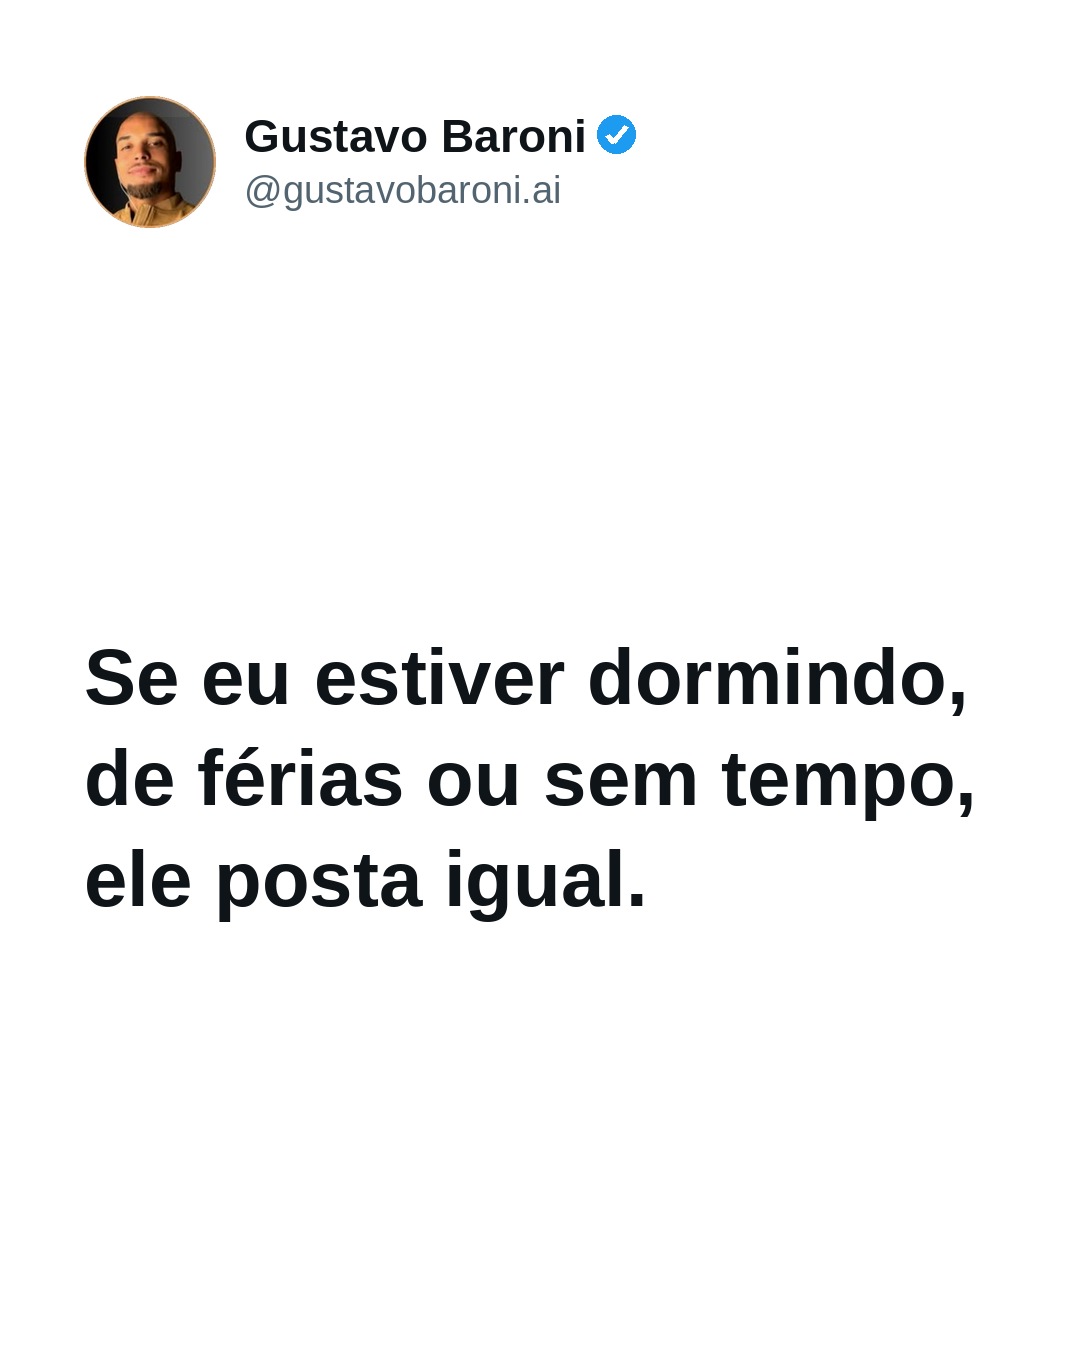 Gustavo Baroni
@gustavobaroni.ai
Se eu estiver dormindo,
de férias ou sem tempo,
ele posta igual.